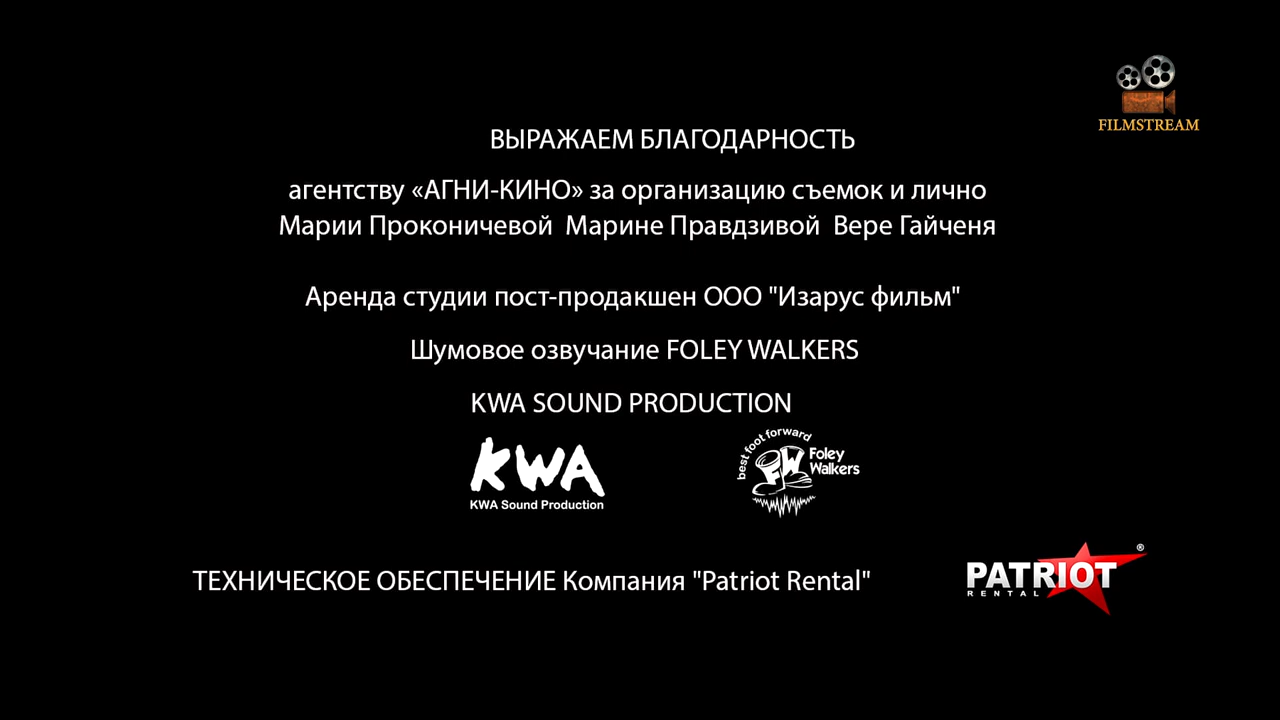 FILMSTREAM
ВЫРАЖАЕМ БЛАГОДАРНОСТЬ
агентству «АГНИ-КИНО» за организацию съемок и лично
Марии Проконичевой Марине Правдзивой Вере Гайченя
Аренда студии пост-продакшен ООО "Изарус фильм"
Шумовое озвучание FOLEY WALKERS
KWA SOUND PRODUCTION
KWA
KWA Sound Production
best foot forward
FW
Foley
Walkers
ТЕХНИЧЕСКОЕ ОБЕСПЕЧЕНИЕ Компания "Patriot Rental"
PATRIOT ®
RENTAL